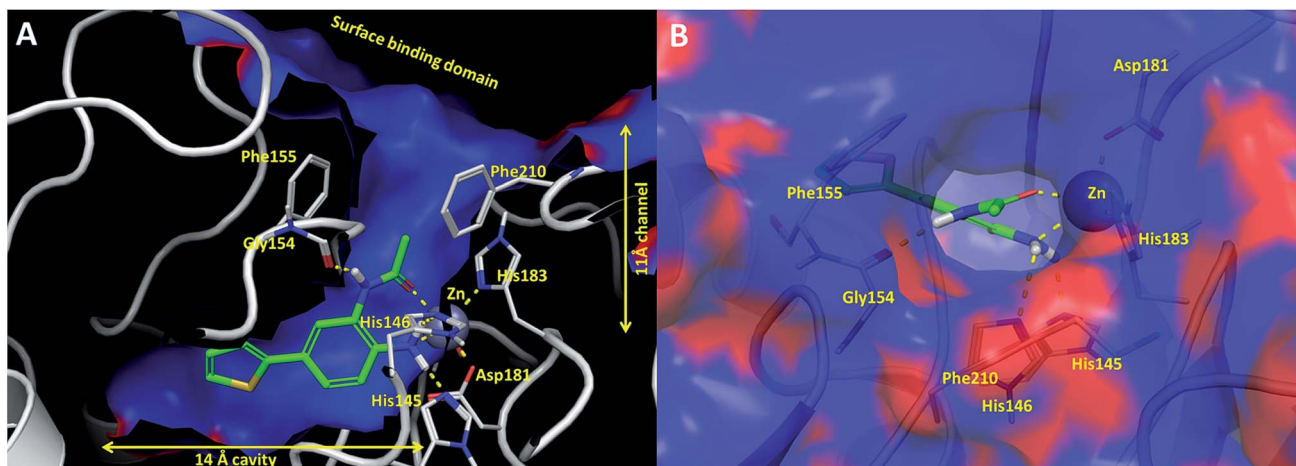 A
Surface binding domain
Phe155
Phe210
Gly154
11Å channel
His183
Zn
His146
Asp181
His145
14 Å cavity
B
Asp181
Phe155
Zn
His183
Gly154
His145
Phe210
His146